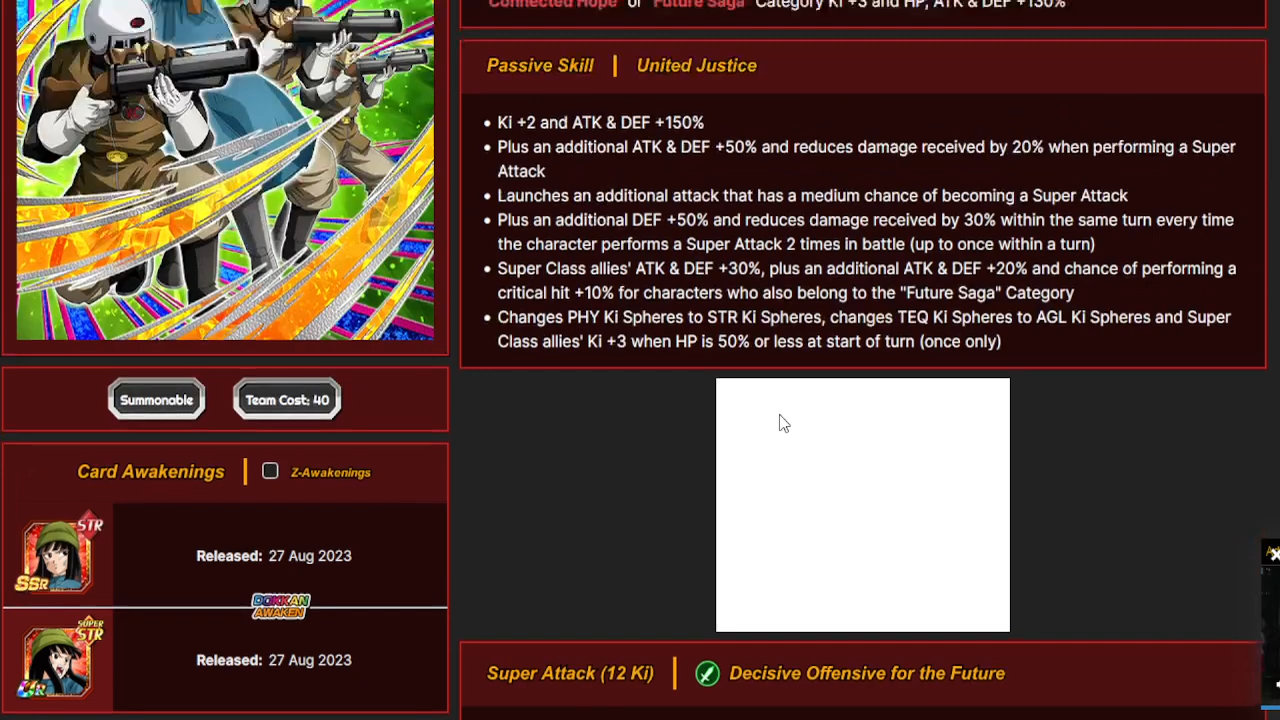 "Connected Hope" or "Future Saga" Category Ki +3 and HP, ATK & DEF +130%
Passive Skill
United Justice
• Ki +2 and ATK & DEF +150%
• Plus an additional ATK & DEF +50% and reduces damage received by 20% when performing a Super
Attack
• Launches an additional attack that has a medium chance of becoming a Super Attack
• Plus an additional DEF +50% and reduces damage received by 30% within the same turn every time
the character performs a Super Attack 2 times in battle (up to once within a turn)
• Super Class allies' ATK & DEF +30%, plus an additional ATK & DEF +20% and chance of performing a
critical hit +10% for characters who also belong to the "Future Saga" Category
• Changes PHY Ki Spheres to STR Ki Spheres, changes TEQ Ki Spheres to AGL Ki Spheres and Super
Class allies' Ki +3 when HP is 50% or less at start of turn (once only)
Summonable
Team Cost: 40
Card Awakenings
Z-Awakenings
STR
SSR
Released: 27 Aug 2023
DOKKAN
AWAKEN
SUPER
STR
UR
Released: 27 Aug 2023
Super Attack (12 Ki)
Decisive Offensive for the Future